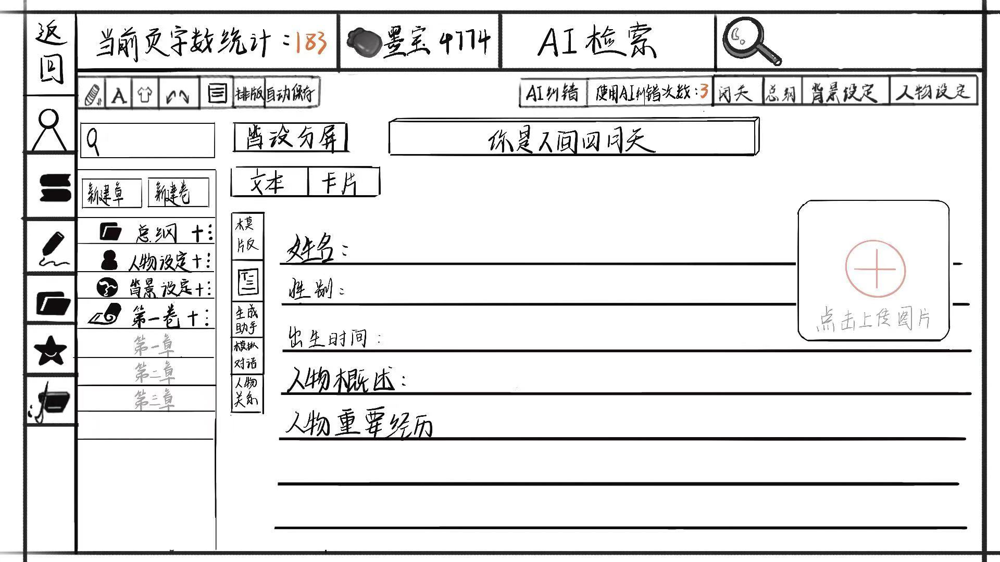 返回
当前页字数统计:183
墨宝 4774
AI 检索
A
排版
自动保存
AI纠错
使用AI纠错次数:3
闭关
总纲
背景设定
人物设定
皆设分屏
你是人间四月天
文本
卡片
新建章
新建卷
总纲 +
人物设定+
背景设定+
第一卷 +
第一章
第二章
第三章
模版
生成助手
模拟对话
人物关系
姓名:
性别:
出生时间:
人物概述:
人物重要经历
点击上传图片